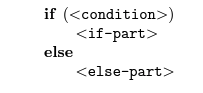 if (<condition>)
<if-part>
else
<else-part>